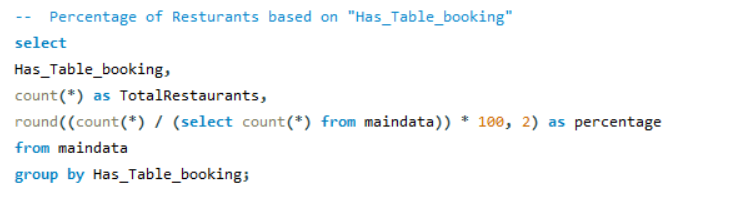 --  Percentage of Resturants based on "Has_Table_booking"
select
Has_Table_booking,
count(*) as TotalRestaurants,
round((count(*) / (select count(*) from maindata)) * 100, 2) as percentage
from maindata
group by Has_Table_booking;